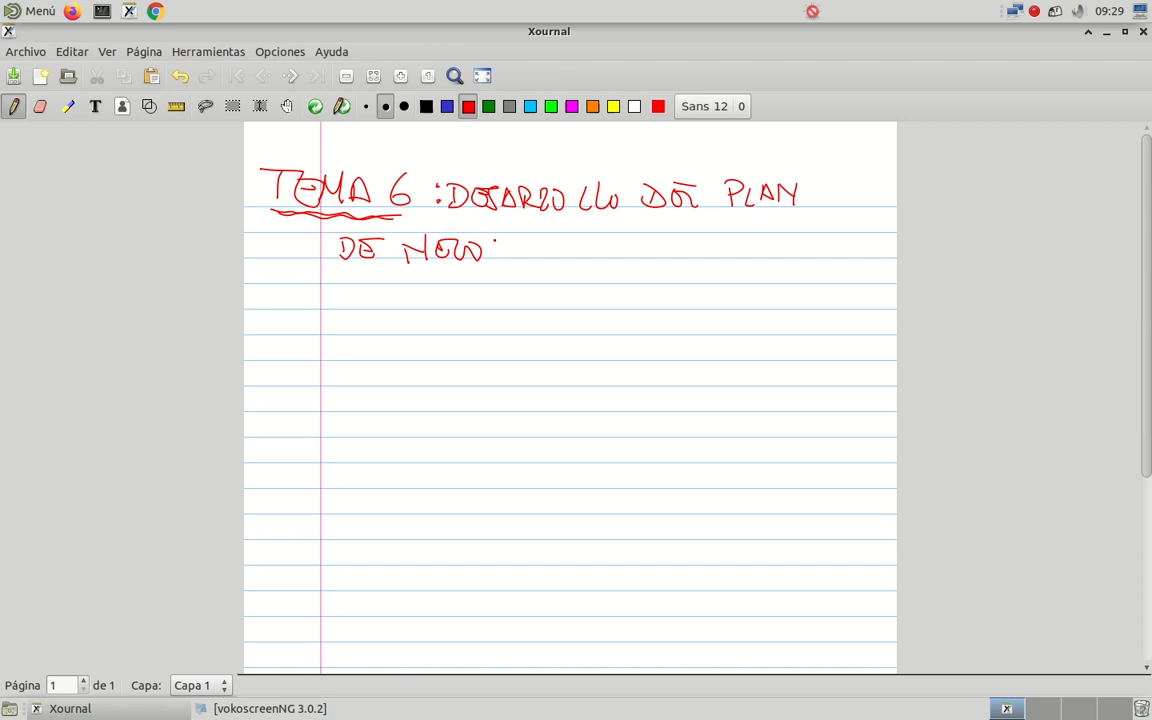 Menú 09:29
Xournal
Archivo Editar Ver Página Herramientas Opciones Ayuda
Sans 12 0
TEMA 6 : DESARROLLO DEL PLAN
DE NEGO
Página 1 de 1 Capa: Capa 1
Xournal [vokoscreenNG 3.0.2]